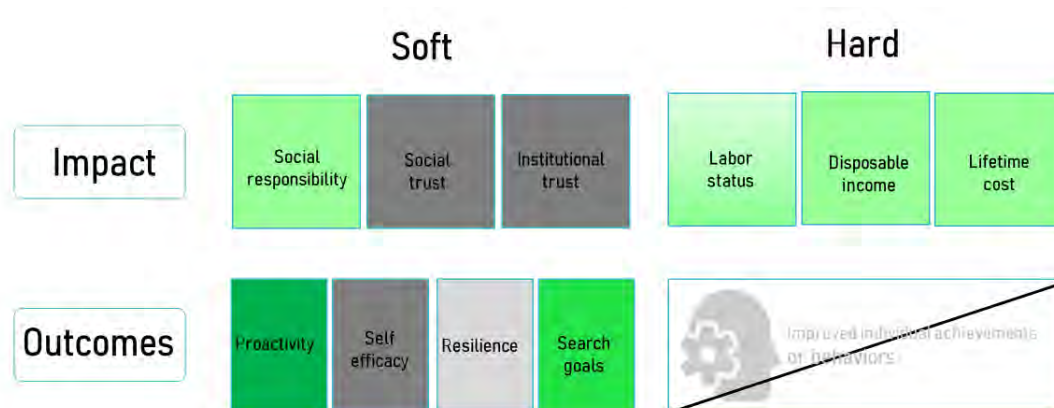 Soft
Hard
Impact
Social
responsibility
Social
trust
Institutional
trust
Labor
status
Disposable
income
Lifetime
cost
Outcomes
Proactivity
Self
efficacy
Resilience
Search
goals
Improved individual achievements
or behaviors